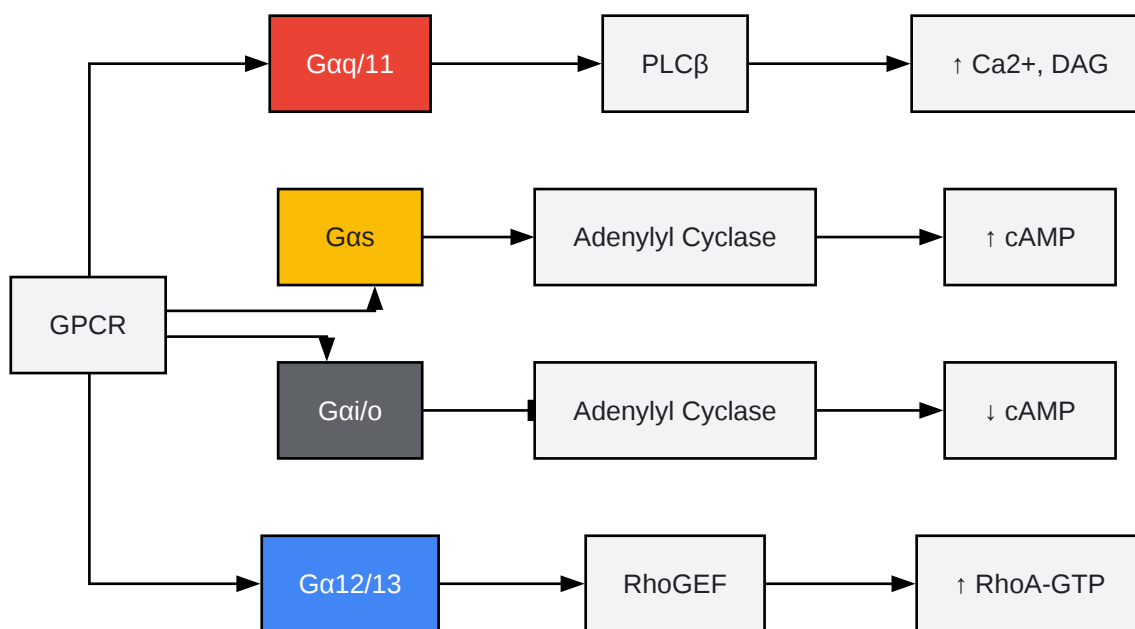 Gαq/11
PLCβ
↑ Ca2+, DAG
Gαs
Adenylyl Cyclase
↑ cAMP
GPCR
Gαi/o
Adenylyl Cyclase
↓ cAMP
Gα12/13
RhoGEF
↑ RhoA-GTP